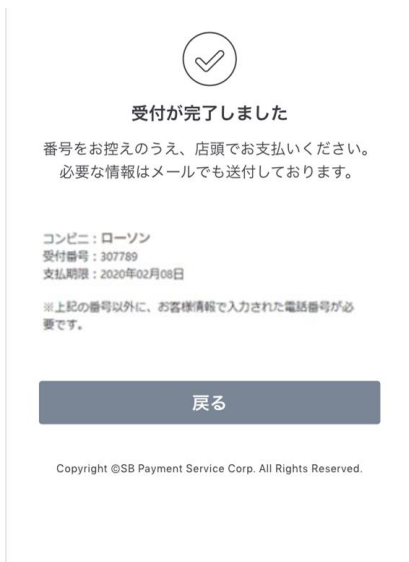 受付が完了しました
番号をお控えのうえ、店頭でお支払いください。
必要な情報はメールでも送付しております。
コンビニ：ローソン
受付番号：307789
支払期限：2020年02月08日
※上記の番号以外に、お客様情報で入力された電話番号が必
要です。
戻る
Copyright ©SB Payment Service Corp. All Rights Reserved.